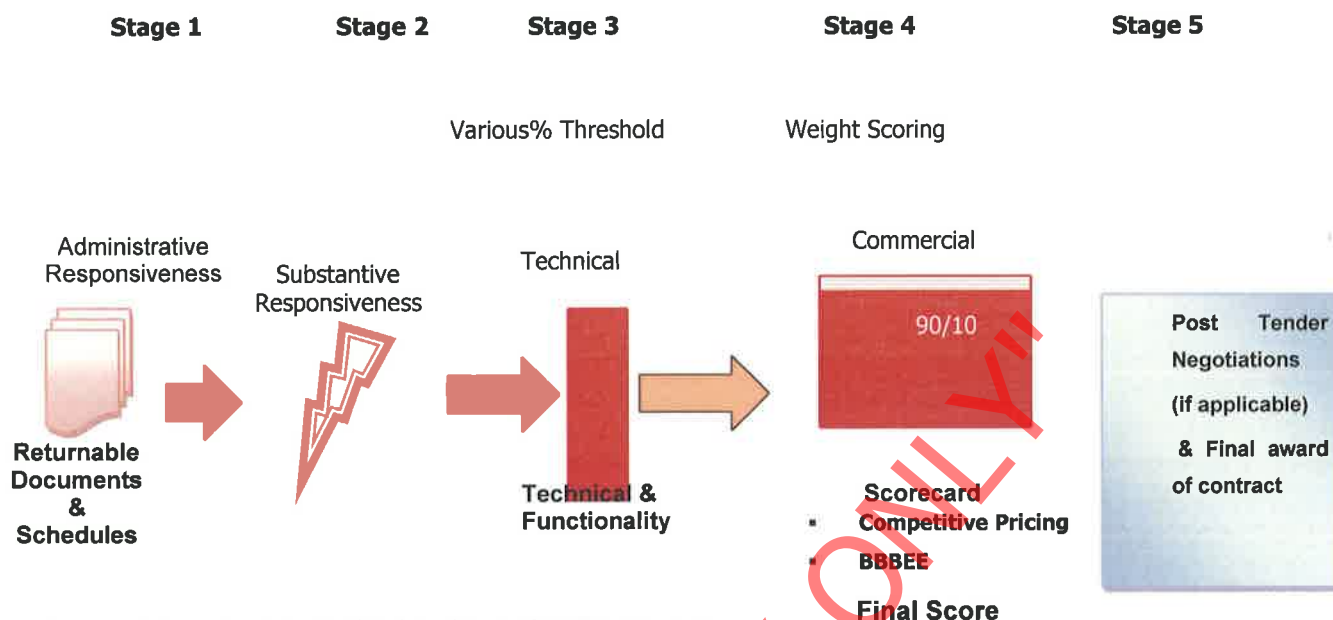 Stage 1
Stage 2
Stage 3
Stage 4
Stage 5
Various% Threshold
Weight Scoring
Administrative
Responsiveness
Substantive
Responsiveness
Technical
Commercial
90/10
Returnable
Documents
&
Schedules
Technical &
Functionality
Scorecard
▪ Competitive Pricing
▪ BBBEE
Final Score
Post Tender
Negotiations
(if applicable)
& Final award
of contract
ONLY"